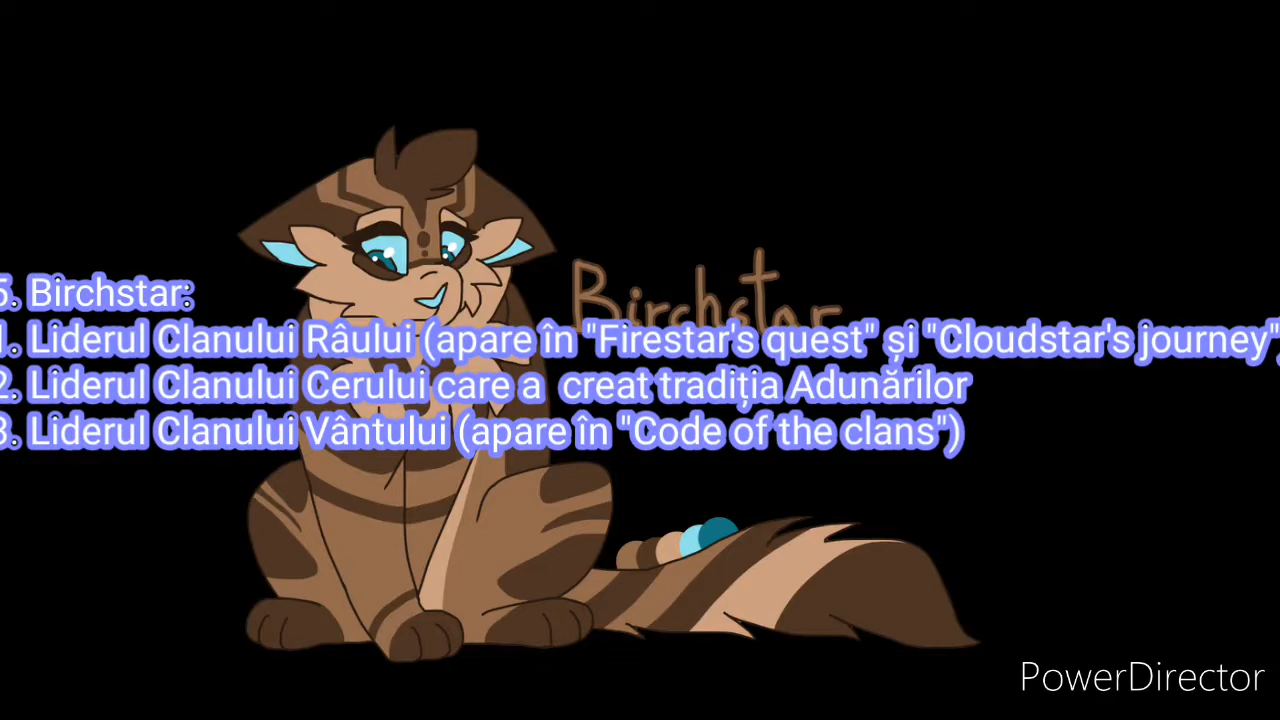 Birchstar
5. Birchstar:
1. Liderul Clanului Râului (apare în "Firestar's quest" și "Cloudstar's journey")
2. Liderul Clanului Cerului care a  creat tradiția Adunărilor
3. Liderul Clanului Vântului (apare în "Code of the clans")
PowerDirector